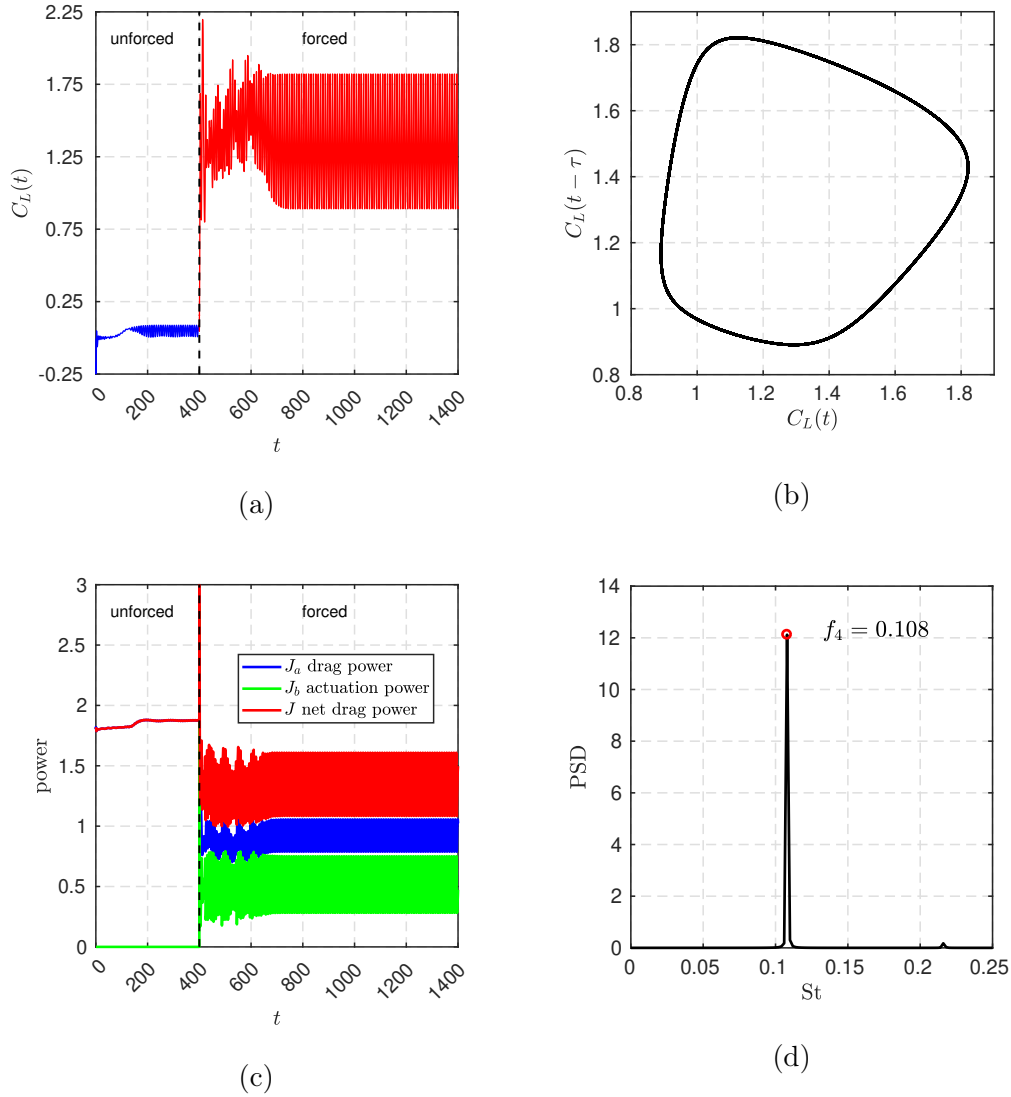 2.25
1.75
1.25
0.75
0.25
-0.25
unforced
forced
C_L(t)
0
200
400
600
800
1000
1200
1400
t
(a)
1.8
1.6
1.4
1.2
1
0.8
C_L(t − τ)
0.8
1
1.2
1.4
1.6
1.8
C_L(t)
(b)
3
2.5
2
1.5
1
0.5
0
unforced
forced
J_a drag power
J_b actuation power
J net drag power
power
0
200
400
600
800
1000
1200
1400
t
(c)
14
12
10
8
6
4
2
0
f_4 = 0.108
PSD
0
0.05
0.1
0.15
0.2
0.25
St
(d)